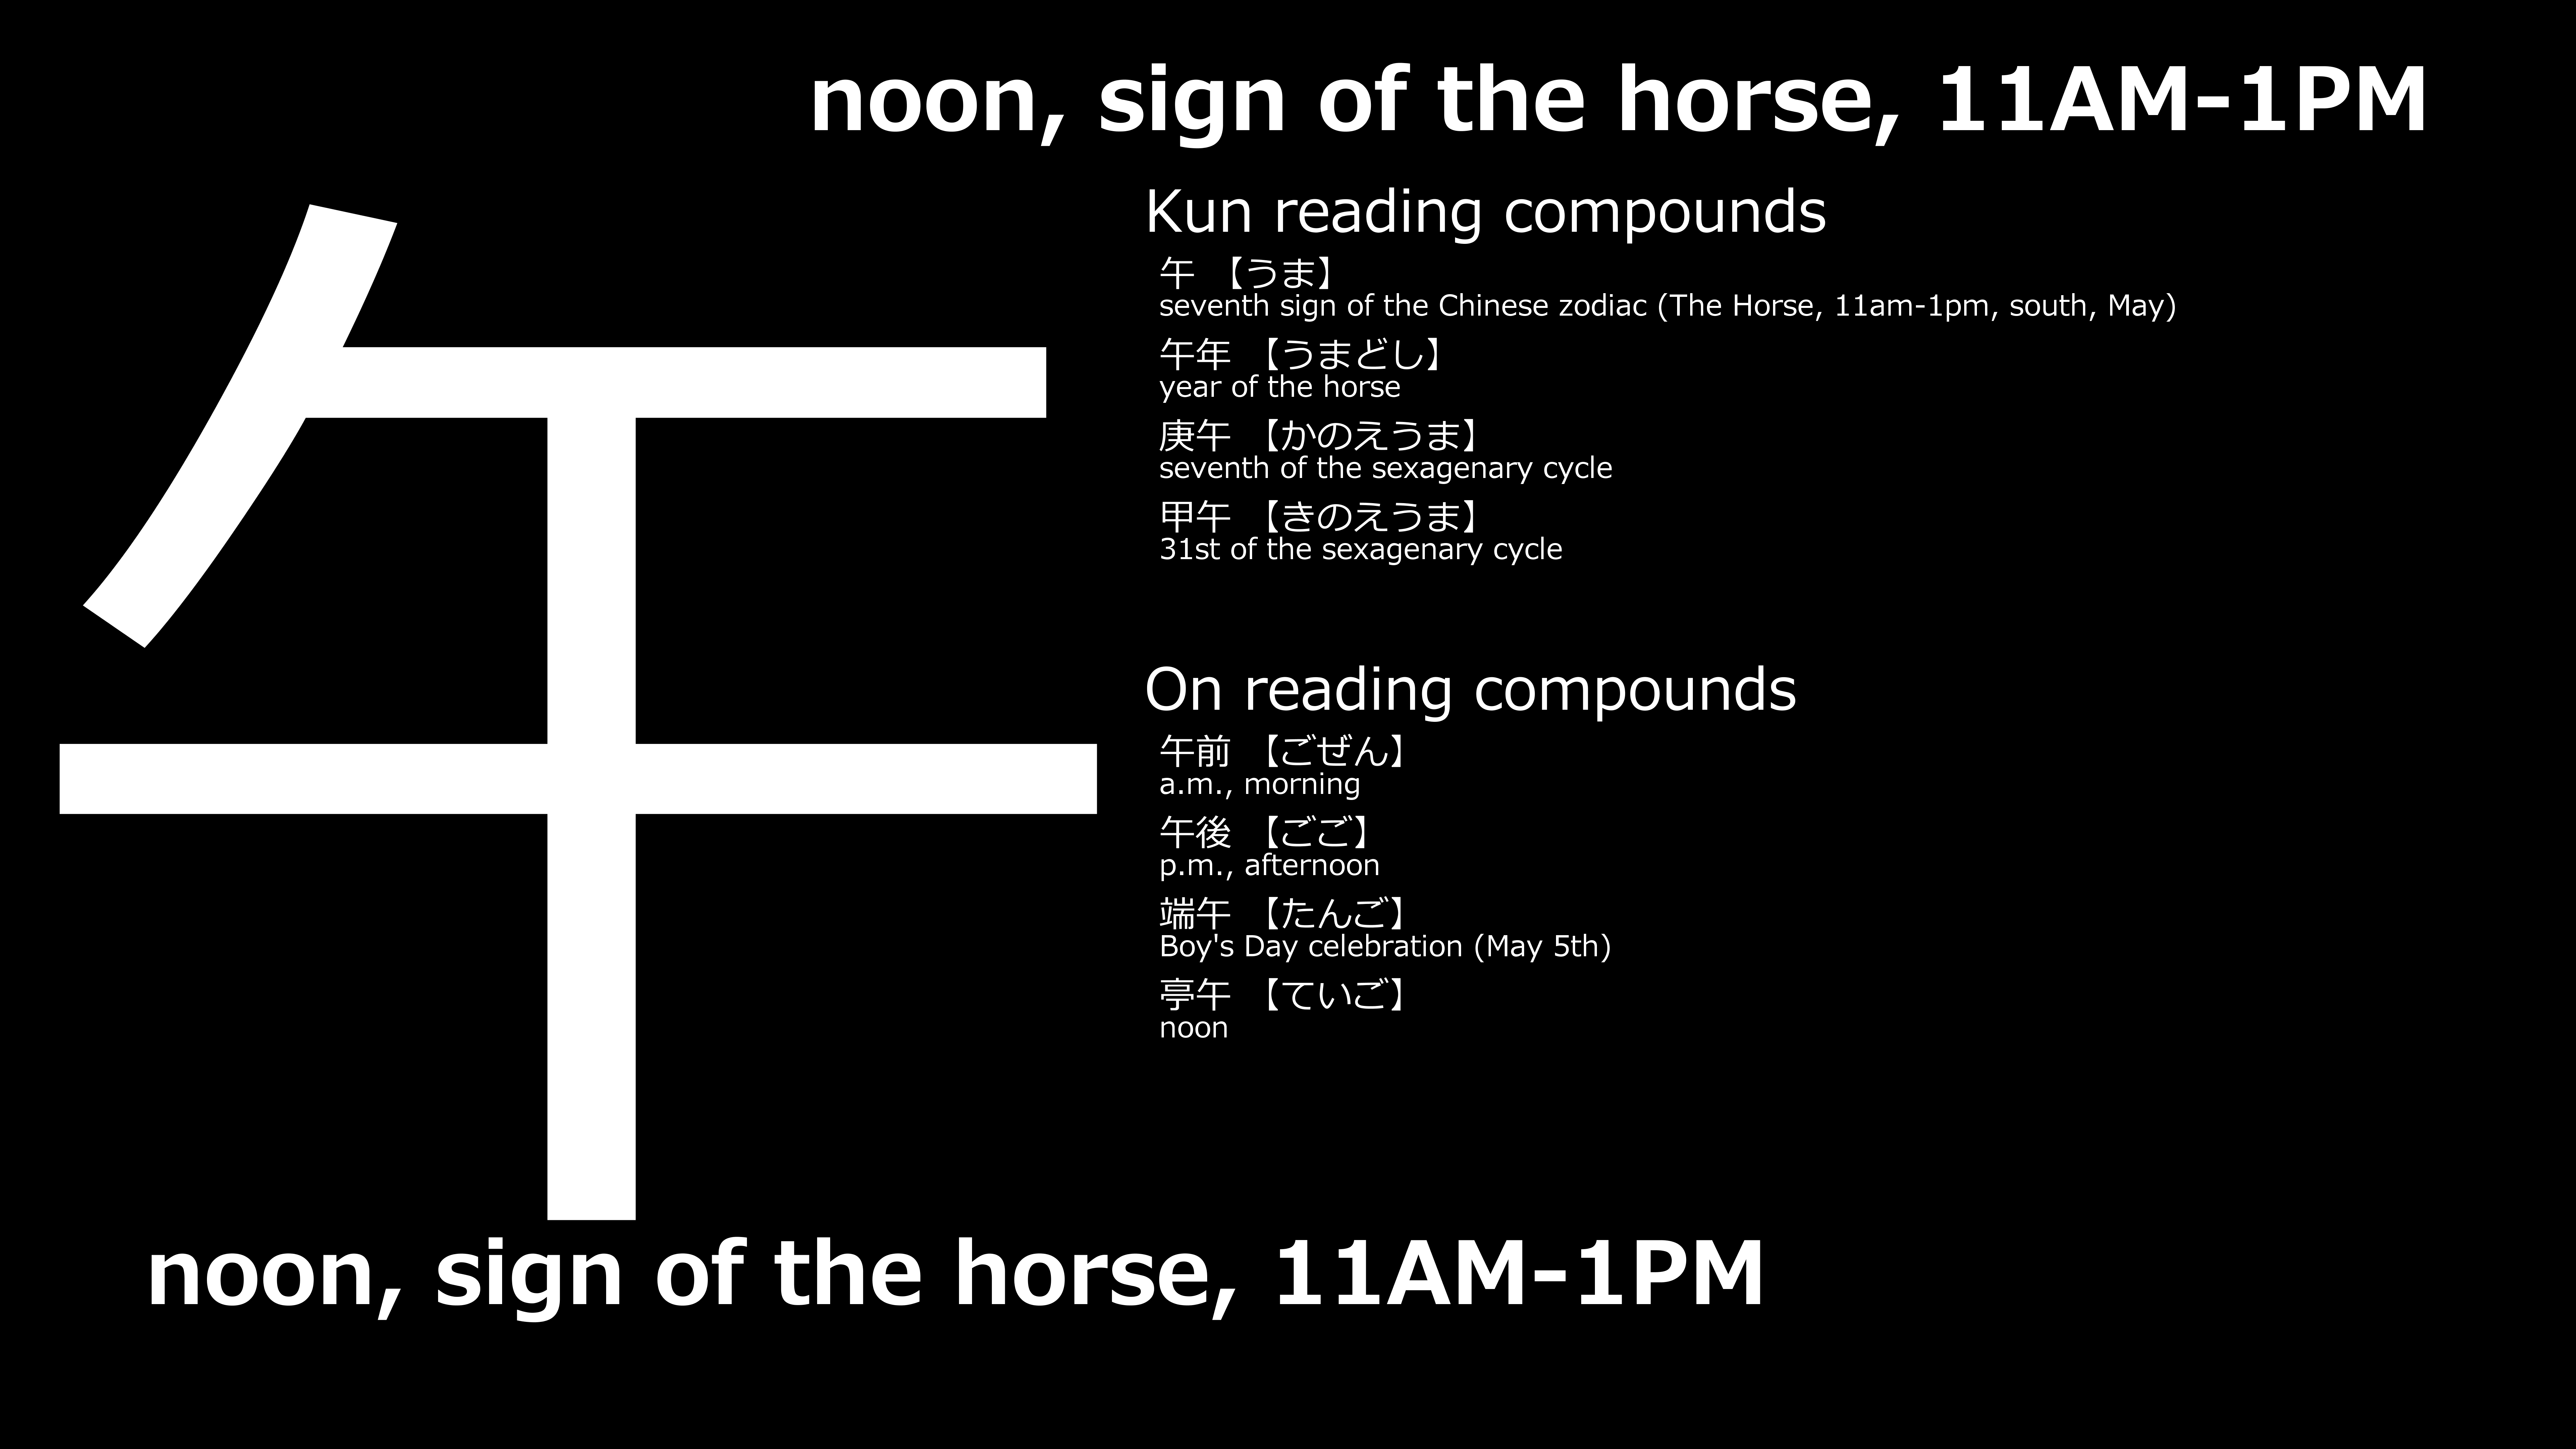 noon, sign of the horse, 11AM-1PM
午
Kun reading compounds
午 【うま】
seventh sign of the Chinese zodiac (The Horse, 11am-1pm, south, May)
午年 【うまどし】
year of the horse
庚午 【かのえうま】
seventh of the sexagenary cycle
甲午 【きのえうま】
31st of the sexagenary cycle
On reading compounds
午前 【ごぜん】
a.m., morning
午後 【ごご】
p.m., afternoon
端午 【たんご】
Boy's Day celebration (May 5th)
亭午 【ていご】
noon
noon, sign of the horse, 11AM-1PM